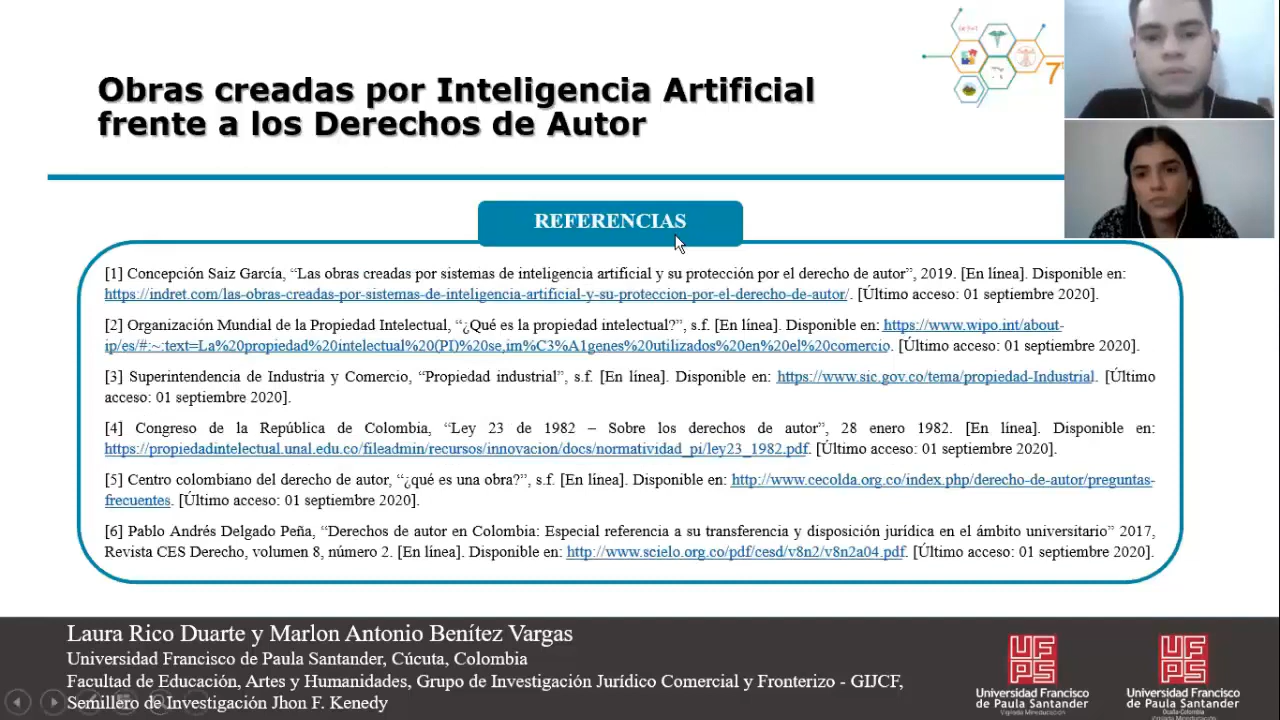 Obras creadas por Inteligencia Artificial
frente a los Derechos de Autor
7
REFERENCIAS
[1] Concepción Saiz García, “Las obras creadas por sistemas de inteligencia artificial y su protección por el derecho de autor”, 2019. [En línea]. Disponible en:
https://indret.com/las-obras-creadas-por-sistemas-de-inteligencia-artificial-y-su-proteccion-por-el-derecho-de-autor/. [Último acceso: 01 septiembre 2020].
[2] Organización Mundial de la Propiedad Intelectual, “¿Qué es la propiedad intelectual?”, s.f. [En línea]. Disponible en: https://www.wipo.int/about-
ip/es/#:~:text=La%20propiedad%20intelectual%20(PI)%20se,im%C3%A1genes%20utilizados%20en%20el%20comercio. [Último acceso: 01 septiembre 2020].
[3] Superintendencia de Industria y Comercio, “Propiedad industrial”, s.f. [En línea]. Disponible en: https://www.sic.gov.co/tema/propiedad-Industrial. [Último
acceso: 01 septiembre 2020].
[4] Congreso de la República de Colombia, “Ley 23 de 1982 – Sobre los derechos de autor”, 28 enero 1982. [En línea]. Disponible en:
https://propiedadintelectual.unal.edu.co/fileadmin/recursos/innovacion/docs/normatividad_pi/ley23_1982.pdf. [Último acceso: 01 septiembre 2020].
[5] Centro colombiano del derecho de autor, “¿qué es una obra?”, s.f. [En línea]. Disponible en: http://www.cecolda.org.co/index.php/derecho-de-autor/preguntas-
frecuentes. [Último acceso: 01 septiembre 2020].
[6] Pablo Andrés Delgado Peña, “Derechos de autor en Colombia: Especial referencia a su transferencia y disposición jurídica en el ámbito universitario” 2017,
Revista CES Derecho, volumen 8, número 2. [En línea]. Disponible en: http://www.scielo.org.co/pdf/cesd/v8n2/v8n2a04.pdf. [Último acceso: 01 septiembre 2020].
Laura Rico Duarte y Marlon Antonio Benítez Vargas
Universidad Francisco de Paula Santander, Cúcuta, Colombia
Facultad de Educación, Artes y Humanidades, Grupo de Investigación Jurídico Comercial y Fronterizo - GIJCF,
Semillero de Investigación Jhon F. Kenedy
UFPS
Universidad Francisco
de Paula Santander
Vigilada Mineducación
UFPS
Universidad Francisco
de Paula Santander
Ocaña-Colombia
Vigilada Mineducación